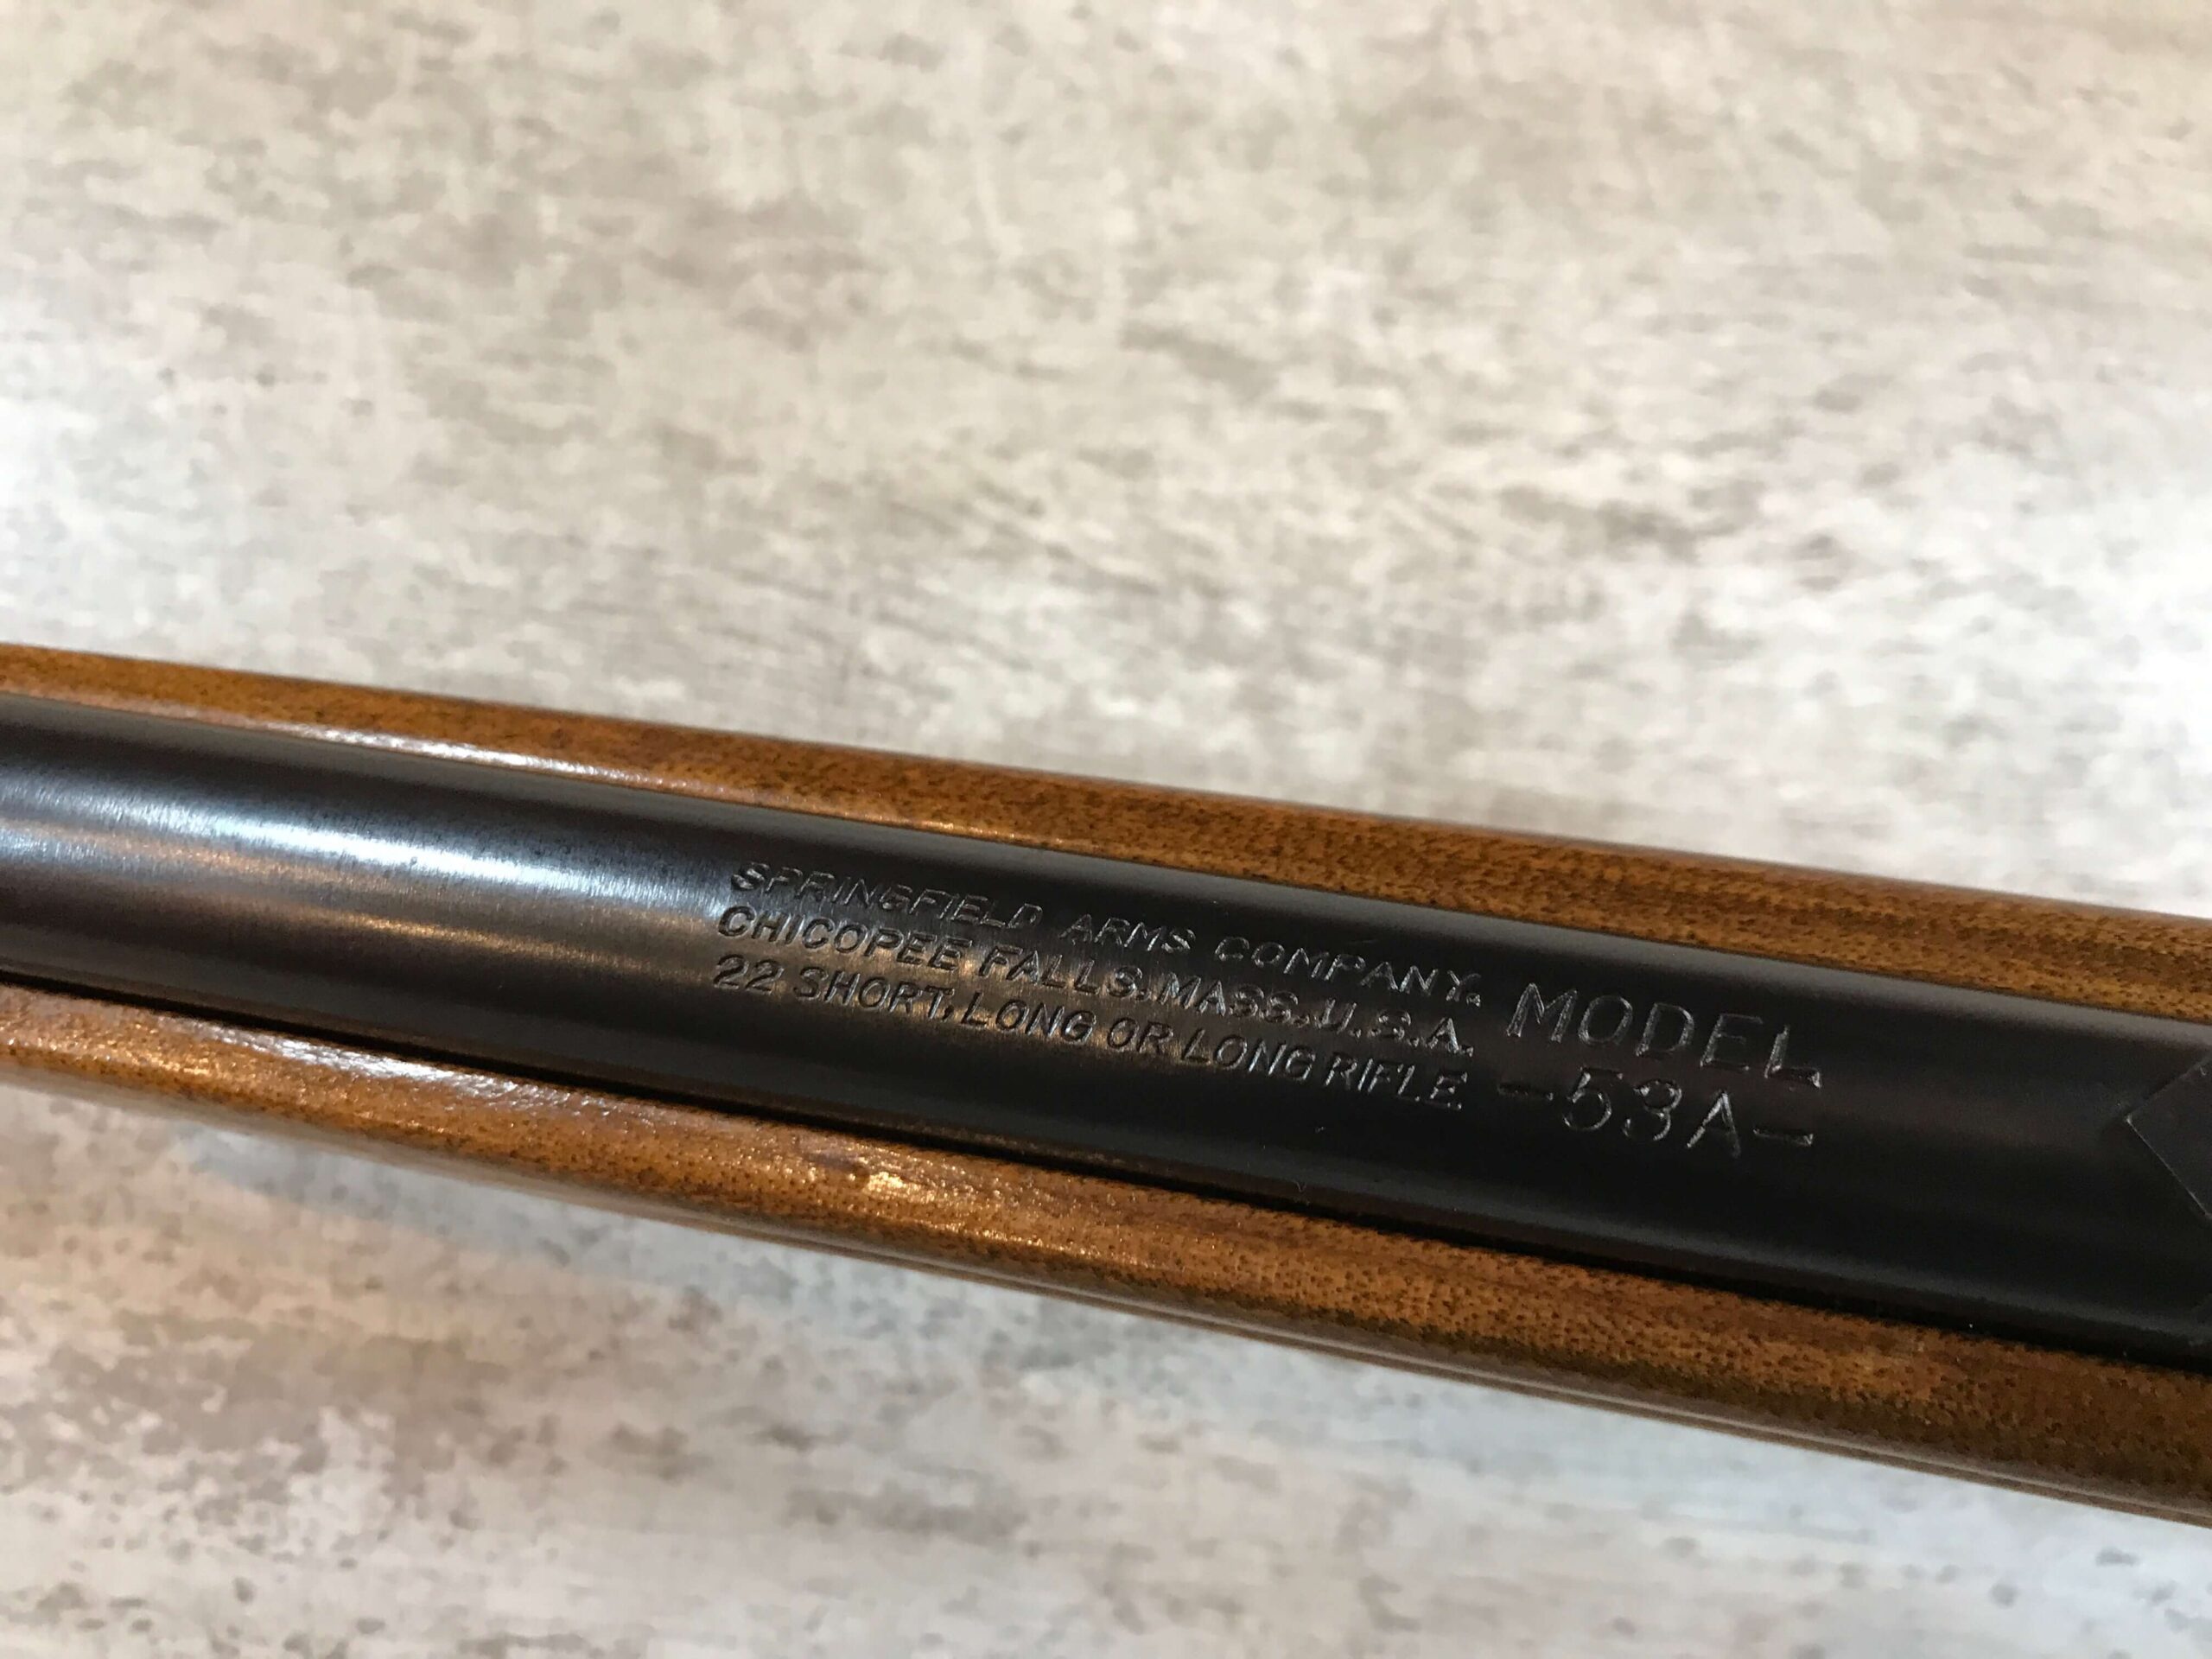 SPRINGFIELD ARMS COMPANY.
CHICOPEE FALLS, MASS. U.S.A.
22 SHORT, LONG OR LONG RIFLE
MODEL
-53A-